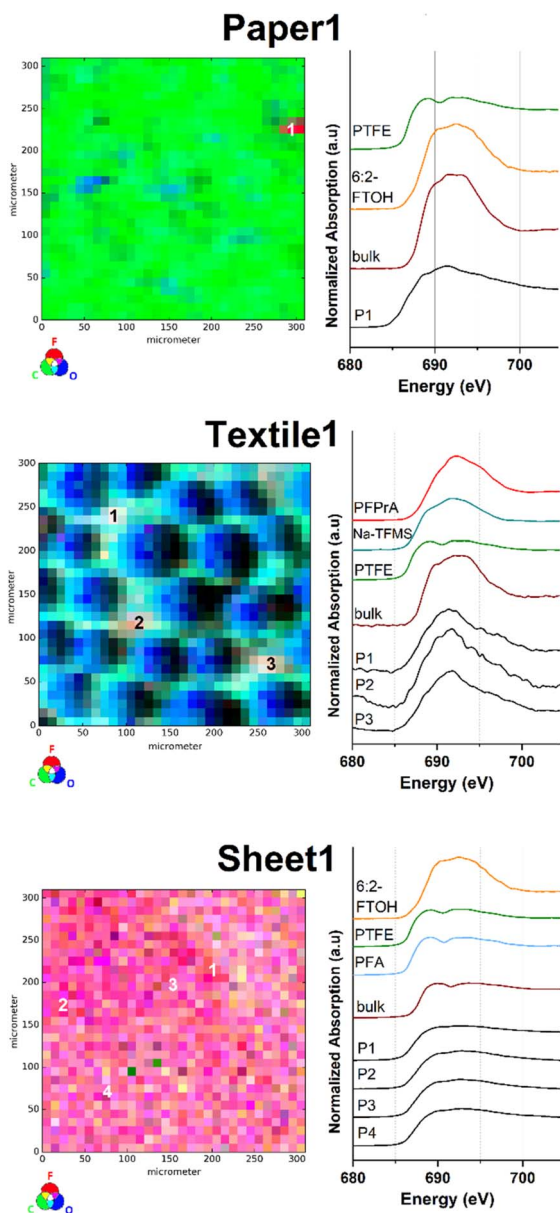 Paper1
micrometer
300
250
200
150
100
50
0
1
0
50
100
150
200
250
300
micrometer
F
C
O
Normalized Absorption (a.u)
PTFE
6:2-
FTOH
bulk
P1
680
690
700
Energy (eV)
Textile1
micrometer
300
250
200
150
100
50
0
1
2
3
0
50
100
150
200
250
300
micrometer
F
C
O
Normalized Absorption (a.u)
PFPrA
Na-TFMS
PTFE
bulk
P1
P2
P3
680
690
700
Energy (eV)
Sheet1
micrometer
300
250
200
150
100
50
0
1
3
2
4
0
50
100
150
200
250
300
micrometer
F
C
O
Normalized Absorption (a.u)
6:2-
FTOH
PTFE
PFA
bulk
P1
P2
P3
P4
680
690
700
Energy (eV)